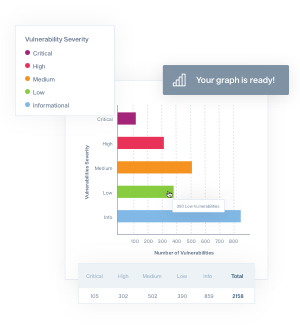 Vulnerability Severity
Critical
High
Medium
Low
Informational
Your graph is ready!
Vulnerabilities Severity
Critical
High
Medium
Low
Info
Low Vulnerabilities
100 200 300 400 500 600 700 800
Number of Vulnerabilities
Critical High Medium Low Info Total
105 302 502 390 859 2158